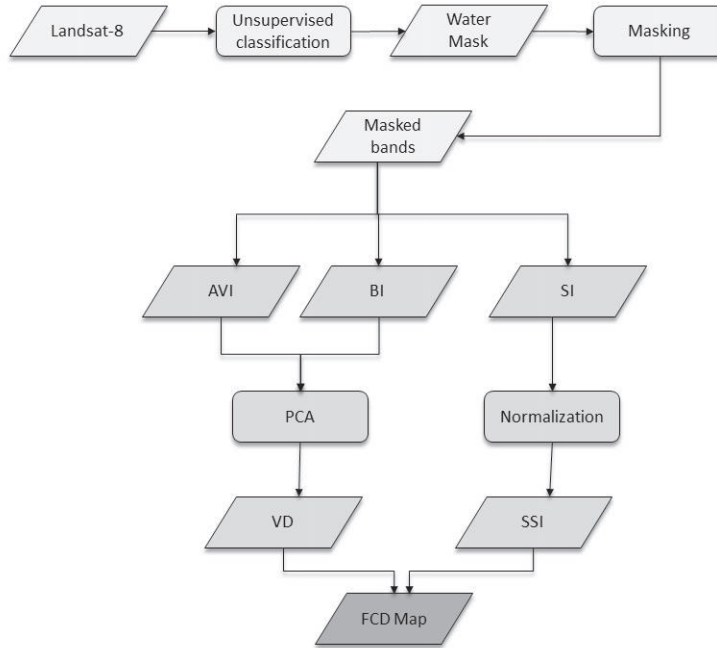 Landsat-8
Unsupervised
classification
Water
Mask
Masking
Masked
bands
AVI
BI
SI
PCA
Normalization
VD
SSI
FCD Map